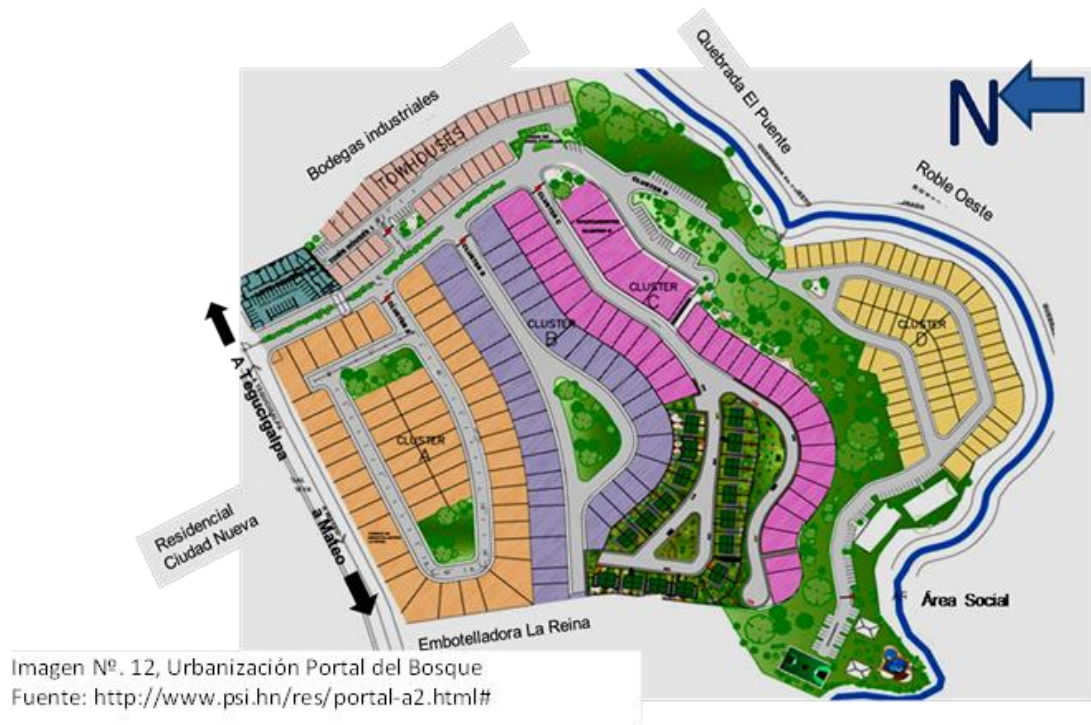 Bodegas industriales
Quebrada El Puente
N
Roble Oeste
TOWHOUSES
CLUSTER D
CLUSTER C
CLUSTER
C
CLUSTER
B
CLUSTER
D
CLUSTER
A
A Tegucigalpa
a Mateo
Residencial
Ciudad Nueva
Embotelladora La Reina
Área Social
Imagen Nº. 12, Urbanización Portal del Bosque
Fuente: http://www.psi.hn/res/portal-a2.html#